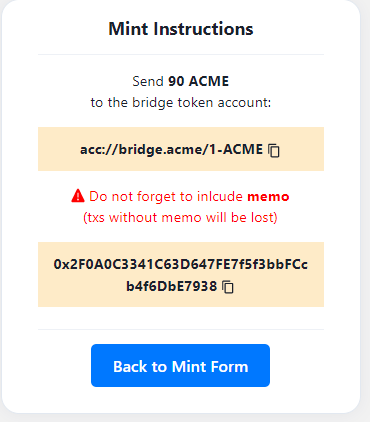 Mint Instructions
Send 90 ACME
to the bridge token account:
acc://bridge.acme/1-ACME
Do not forget to inlcude memo
(txs without memo will be lost)
0x2F0A0C3341C63D647FE7f5f3bbFCc
b4f6DbE7938
Back to Mint Form